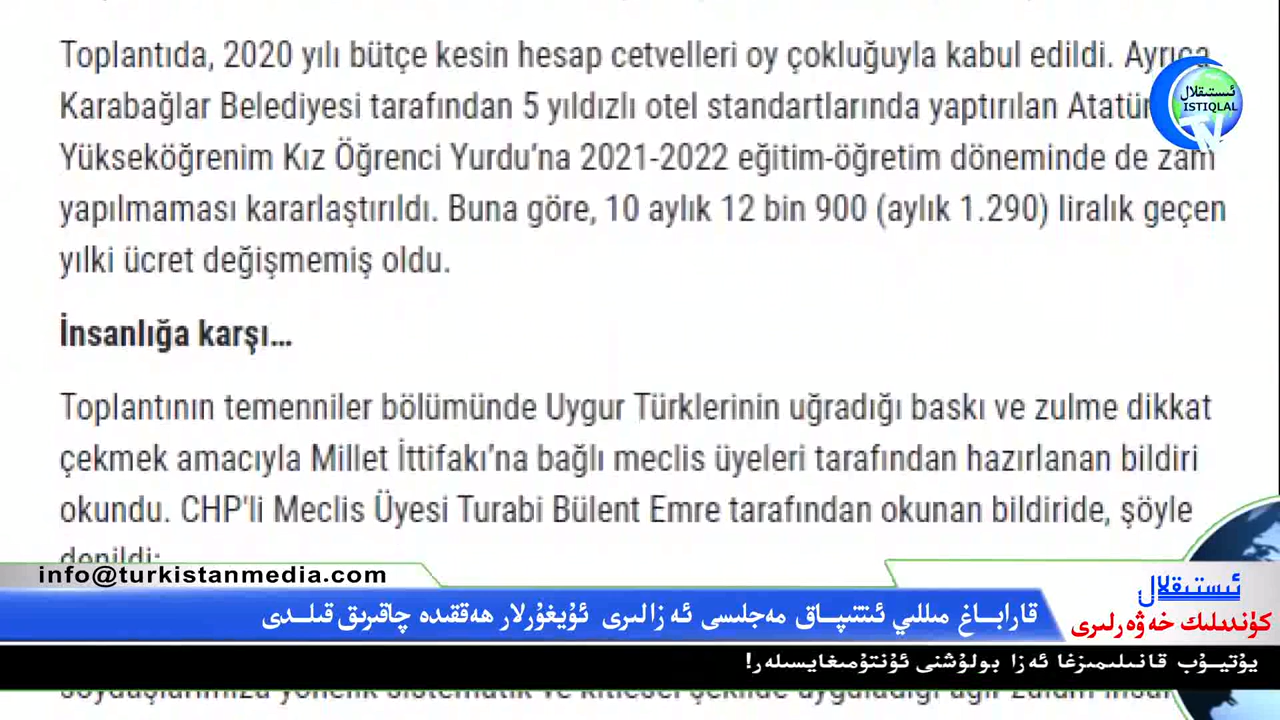 Toplantıda, 2020 yılı bütçe kesin hesap cetvelleri oy çokluğuyla kabul edildi. Ayrıca
Karabağlar Belediyesi tarafından 5 yıldızlı otel standartlarında yaptırılan
Yükseköğrenim Kız Öğrenci Yurdu'na 2021-2022 eğitim-öğretim döneminde de zam
yapılmaması kararlaştırıldı. Buna göre, 10 aylık 12 bin 900 (aylık 1.290) liralık geçen
yılki ücret değişmemiş oldu.
ئىستىقلال
ISTIQLAL
TV
İnsanlığa karşı...
Toplantının temenniler bölümünde Uygur Türklerinin uğradığı baskı ve zulme dikkat
çekmek amacıyla Millet İttifakı'na bağlı meclis üyeleri tarafından hazırlanan bildiri
okundu. CHP'li Meclis Üyesi Turabi Bülent Emre tarafından okunan bildiride, şöyle
denildi:
info@turkistanmedia.com
ئىستىقلال
كۈندىلىك خەۋەرلىرى
قاراباغ مىللىي ئىتتىپاق مەجلىسى ئەزالىرى ئۇيغۇرلار ھەققىدە چاقىرىق قىلدى
يۇتيۇب قانىلىمىزغا ئەزا بولۇشنى ئۇنتۇمىغايسىلەر!